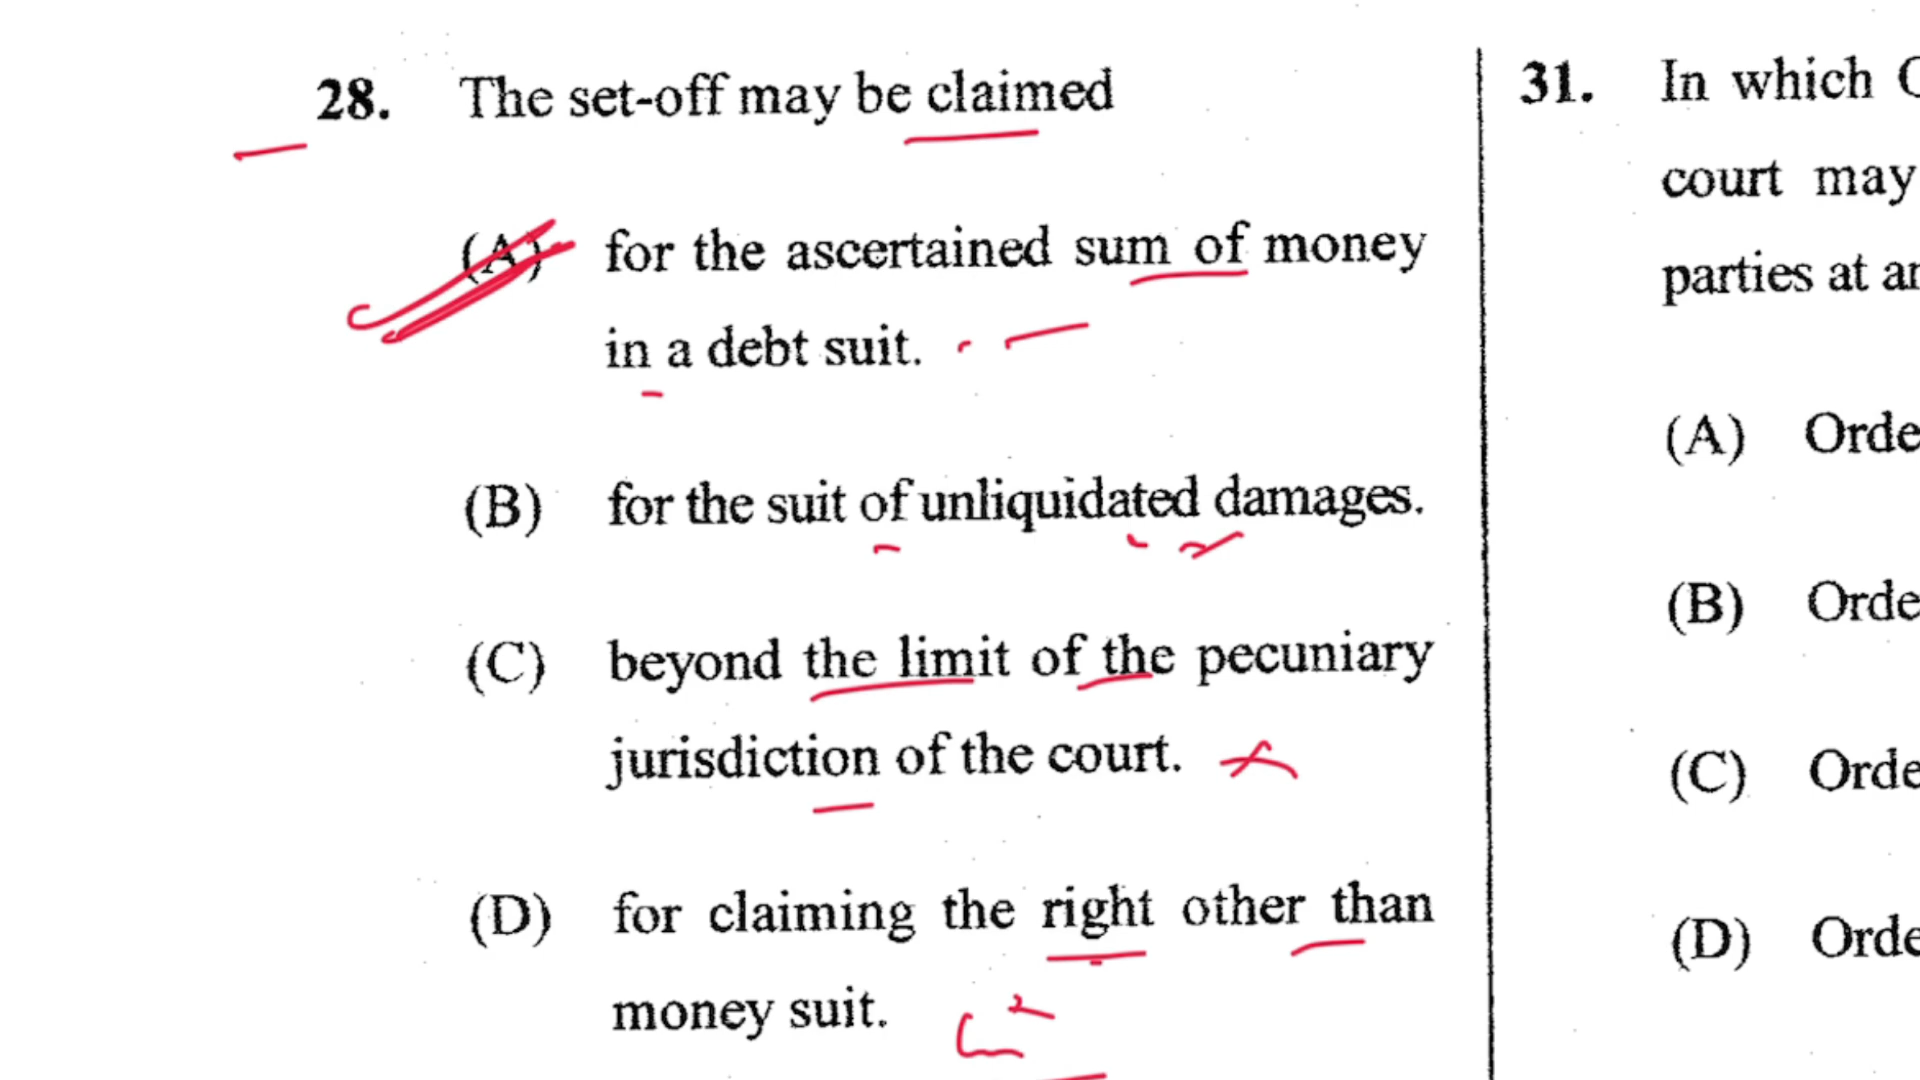 28. The set-off may be claimed
(A) for the ascertained sum of money
in a debt suit.
(B) for the suit of unliquidated damages.
(C) beyond the limit of the pecuniary
jurisdiction of the court.
(D) for claiming the right other than
money suit.
31. In which
court may
parties at
(A) Orde
(B) Orde
(C) Orde
(D) Orde